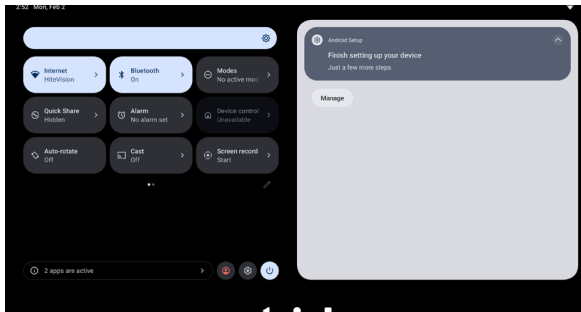 2:52 Mon, Feb 2
Internet
HiteVision
Bluetooth
On
Modes
No active mod
Quick Share
Hidden
Alarm
No alarm set
Device control
Unavailable
Auto-rotate
Off
Cast
Off
Screen record
Start
2 apps are active
Android Setup
Finish setting up your device
Just a few more steps
Manage